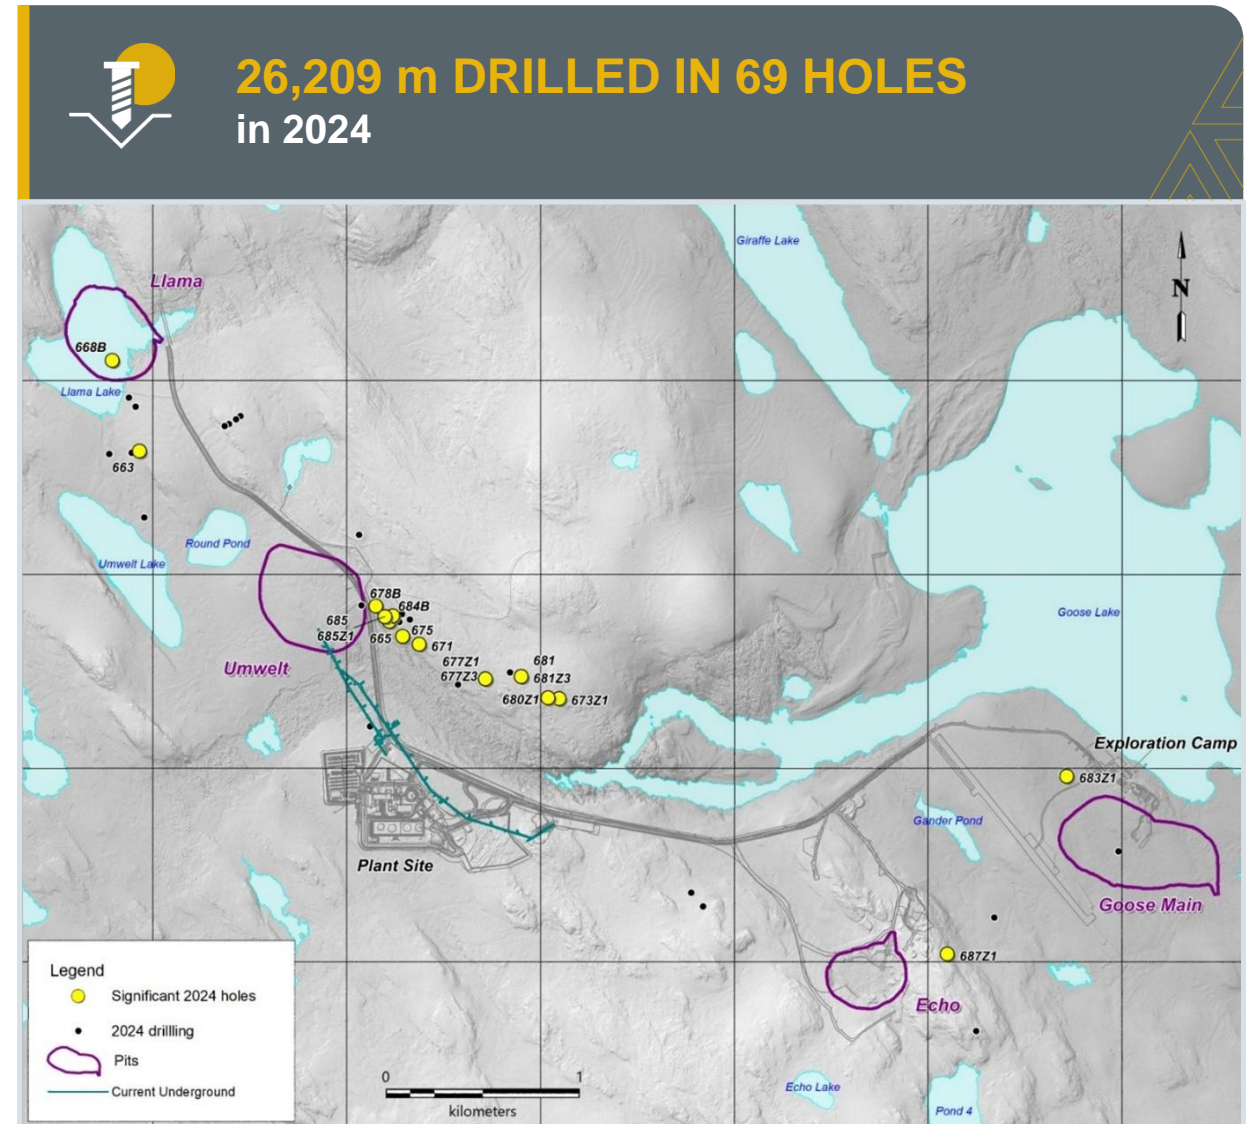 26,209 m DRILLED IN 69 HOLES
in 2024
Giraffe Lake
Llama
N
668B
Llama Lake
663
Round Pond
Umwelt Lake
678B
684B
685
685Z1
665
675
671
Goose Lake
Umwelt
677Z1
677Z3
681
681Z3
680Z1
673Z1
Exploration Camp
683Z1
Gander Pond
Plant Site
Goose Main
687Z1
Echo
Legend
Significant 2024 holes
2024 drillling
Pits
Current Underground
0
1
kilometers
Echo Lake
Pond 4